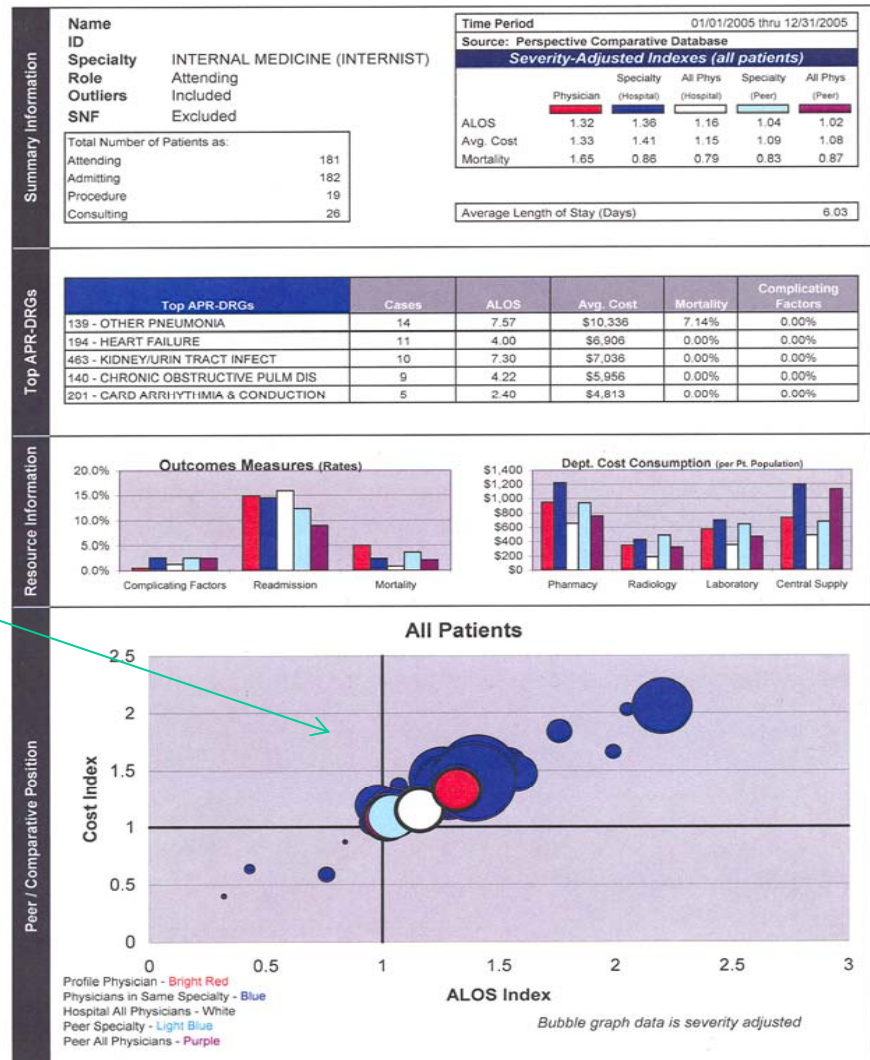 Summary Information
Name
ID
Specialty INTERNAL MEDICINE (INTERNIST)
Role Attending
Outliers Included
SNF Excluded
Total Number of Patients as:
Attending 181
Admitting 182
Procedure 19
Consulting 26
Time Period 01/01/2005 thru 12/31/2005
Source: Perspective Comparative Database
Severity-Adjusted Indexes (all patients)
Specialty All Phys Specialty All Phys
Physician (Hospital) (Hospital) (Peer) (Peer)
ALOS 1.32 1.36 1.16 1.04 1.02
Avg. Cost 1.33 1.41 1.15 1.09 1.08
Mortality 1.65 0.86 0.79 0.83 0.87
Average Length of Stay (Days) 6.03
Top APR-DRGs
Top APR-DRGs Cases ALOS Avg. Cost Mortality Complicating Factors
139 - OTHER PNEUMONIA 14 7.57 $10,336 7.14% 0.00%
194 - HEART FAILURE 11 4.00 $6,906 0.00% 0.00%
463 - KIDNEY/URIN TRACT INFECT 10 7.30 $7,036 0.00% 0.00%
140 - CHRONIC OBSTRUCTIVE PULM DIS 9 4.22 $5,956 0.00% 0.00%
201 - CARD ARRHYTHMIA & CONDUCTION 5 2.40 $4,813 0.00% 0.00%
Resource Information
Outcomes Measures (Rates)
20.0%
15.0%
10.0%
5.0%
0.0%
Complicating Factors Readmission Mortality
Dept. Cost Consumption (per Pt. Population)
$1,400
$1,200
$1,000
$800
$600
$400
$200
$0
Pharmacy Radiology Laboratory Central Supply
Peer / Comparative Position
All Patients
Cost Index
2.5
2
1.5
1
0.5
0
0 0.5 1 1.5 2 2.5 3
ALOS Index
Profile Physician - Bright Red
Physicians in Same Specialty - Blue
Hospital All Physicians - White
Peer Specialty - Light Blue
Peer All Physicians - Purple
Bubble graph data is severity adjusted